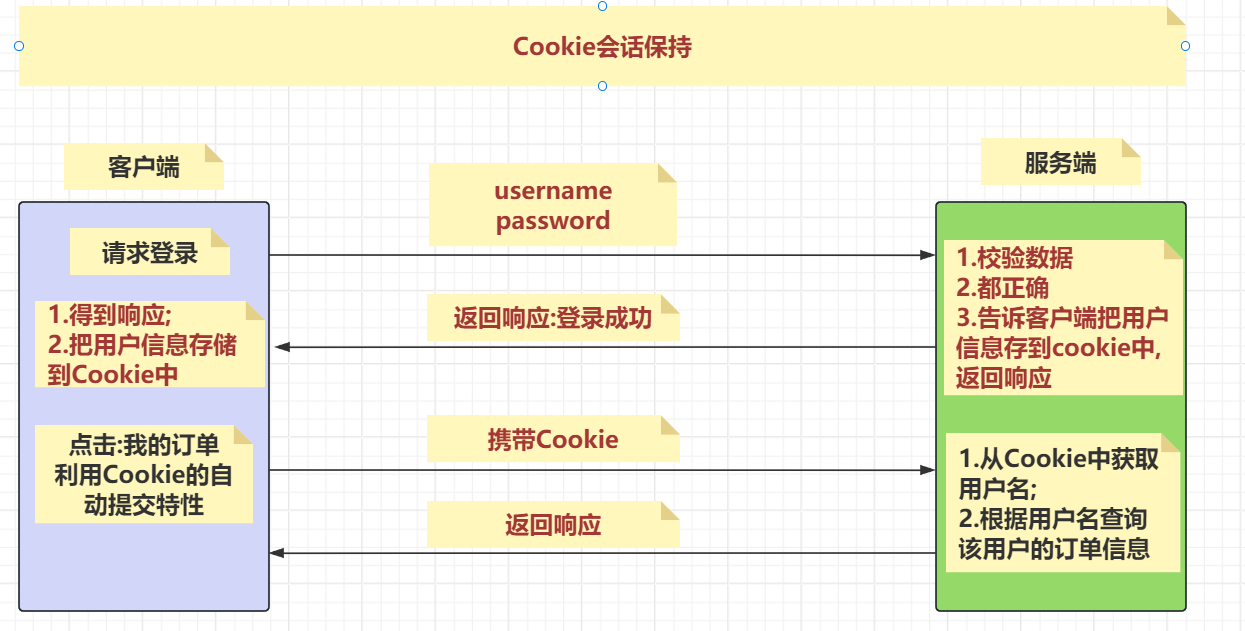 Cookie会话保持
客户端
服务端
username
password
请求登录
1.校验数据
2.都正确
3.告诉客户端把用户
信息存到cookie中,
返回响应
1.得到响应;
2.把用户信息存储
到Cookie中
返回响应:登录成功
点击:我的订单
利用Cookie的自
动提交特性
携带Cookie
1.从Cookie中获取
用户名;
2.根据用户名查询
该用户的订单信息
返回响应